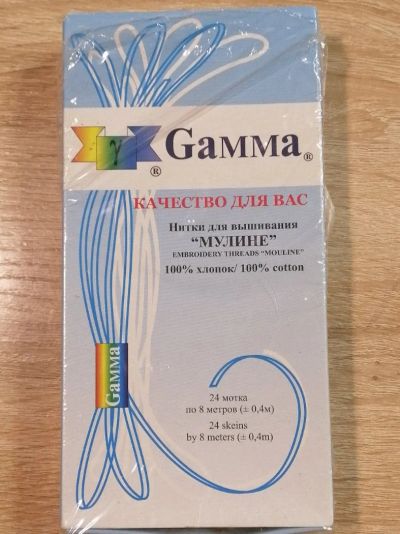 γ
®
Gamma®
КАЧЕСТВО ДЛЯ ВАС
Нитки для вышивания
“МУЛИНЕ”
EMBROIDERY THREADS “MOULINE”
100% хлопок/ 100% cotton
Gamma
24 мотка
по 8 метров (± 0,4м)
24 skeins
by 8 meters (± 0,4m)